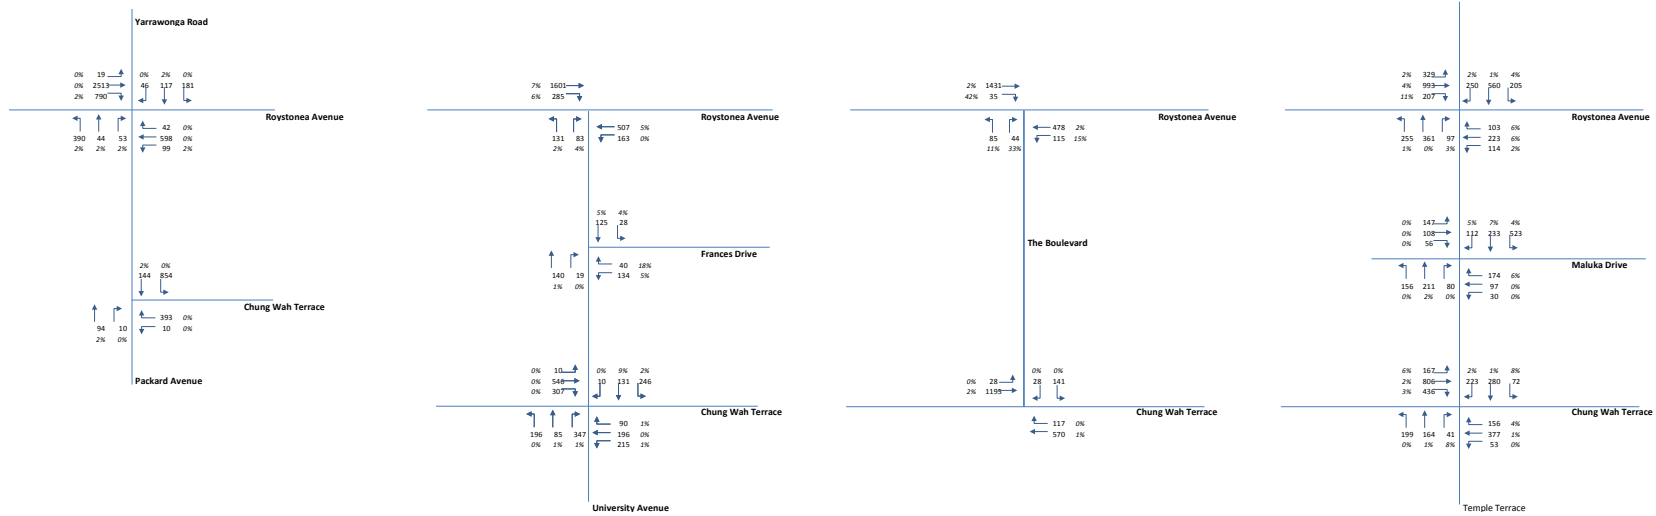 Yarrawonga Road
0% 19 0% 2% 0%
0% 2513 46 117 181
2% 790
Roystonea Avenue
42 0%
390 44 53 598 0%
2% 2% 2% 99 2%
2% 0%
144 854
Chung Wah Terrace
393 0%
94 10 10 0%
2% 0%
Packard Avenue
7% 1601
6% 285
Roystonea Avenue
507 5%
131 83 163 0%
2% 4%
5% 4%
125 28
Frances Drive
40 18%
140 19 134 5%
1% 0%
0% 10 0% 9% 2%
0% 546 10 131 246
0% 307
Chung Wah Terrace
90 1%
196 85 347 196 0%
0% 1% 1% 215 1%
University Avenue
2% 1431
42% 35
Roystonea Avenue
478 2%
85 44 115 15%
11% 33%
The Boulevard
0% 0%
0% 28 28 141
2% 1195
Chung Wah Terrace
117 0%
570 1%
2% 329 2% 1% 4%
4% 993 250 560 205
11% 207
Roystonea Avenue
103 6%
255 361 97 223 6%
1% 0% 3% 114 2%
0% 147 5% 7% 4%
0% 108 112 233 523
0% 56
Maluka Drive
174 6%
156 211 80 97 0%
0% 2% 0% 30 0%
6% 167 2% 1% 8%
2% 806 223 280 72
3% 436
Chung Wah Terrace
156 4%
199 164 41 377 1%
0% 1% 8% 53 0%
Temple Terrace